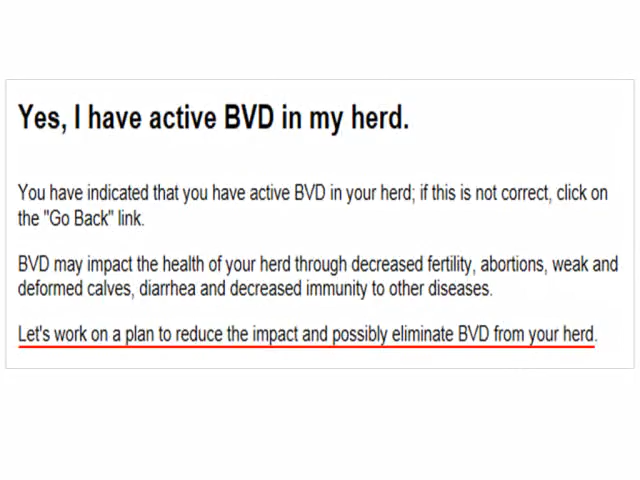 Yes, I have active BVD in my herd.
You have indicated that you have active BVD in your herd; if this is not correct, click on
the "Go Back" link.
BVD may impact the health of your herd through decreased fertility, abortions, weak and
deformed calves, diarrhea and decreased immunity to other diseases.
Let's work on a plan to reduce the impact and possibly eliminate BVD from your herd.